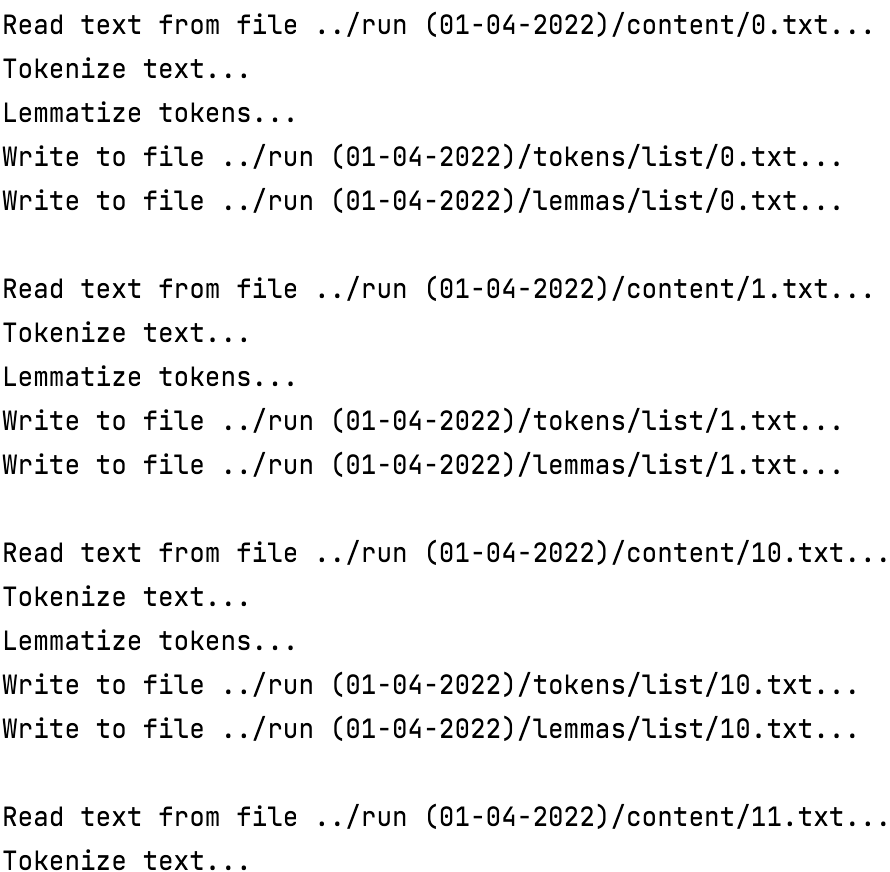 Read text from file ../run (01-04-2022)/content/0.txt...
Tokenize text...
Lemmatize tokens...
Write to file ../run (01-04-2022)/tokens/list/0.txt...
Write to file ../run (01-04-2022)/lemmas/list/0.txt...

Read text from file ../run (01-04-2022)/content/1.txt...
Tokenize text...
Lemmatize tokens...
Write to file ../run (01-04-2022)/tokens/list/1.txt...
Write to file ../run (01-04-2022)/lemmas/list/1.txt...

Read text from file ../run (01-04-2022)/content/10.txt...
Tokenize text...
Lemmatize tokens...
Write to file ../run (01-04-2022)/tokens/list/10.txt...
Write to file ../run (01-04-2022)/lemmas/list/10.txt...

Read text from file ../run (01-04-2022)/content/11.txt...
Tokenize text...